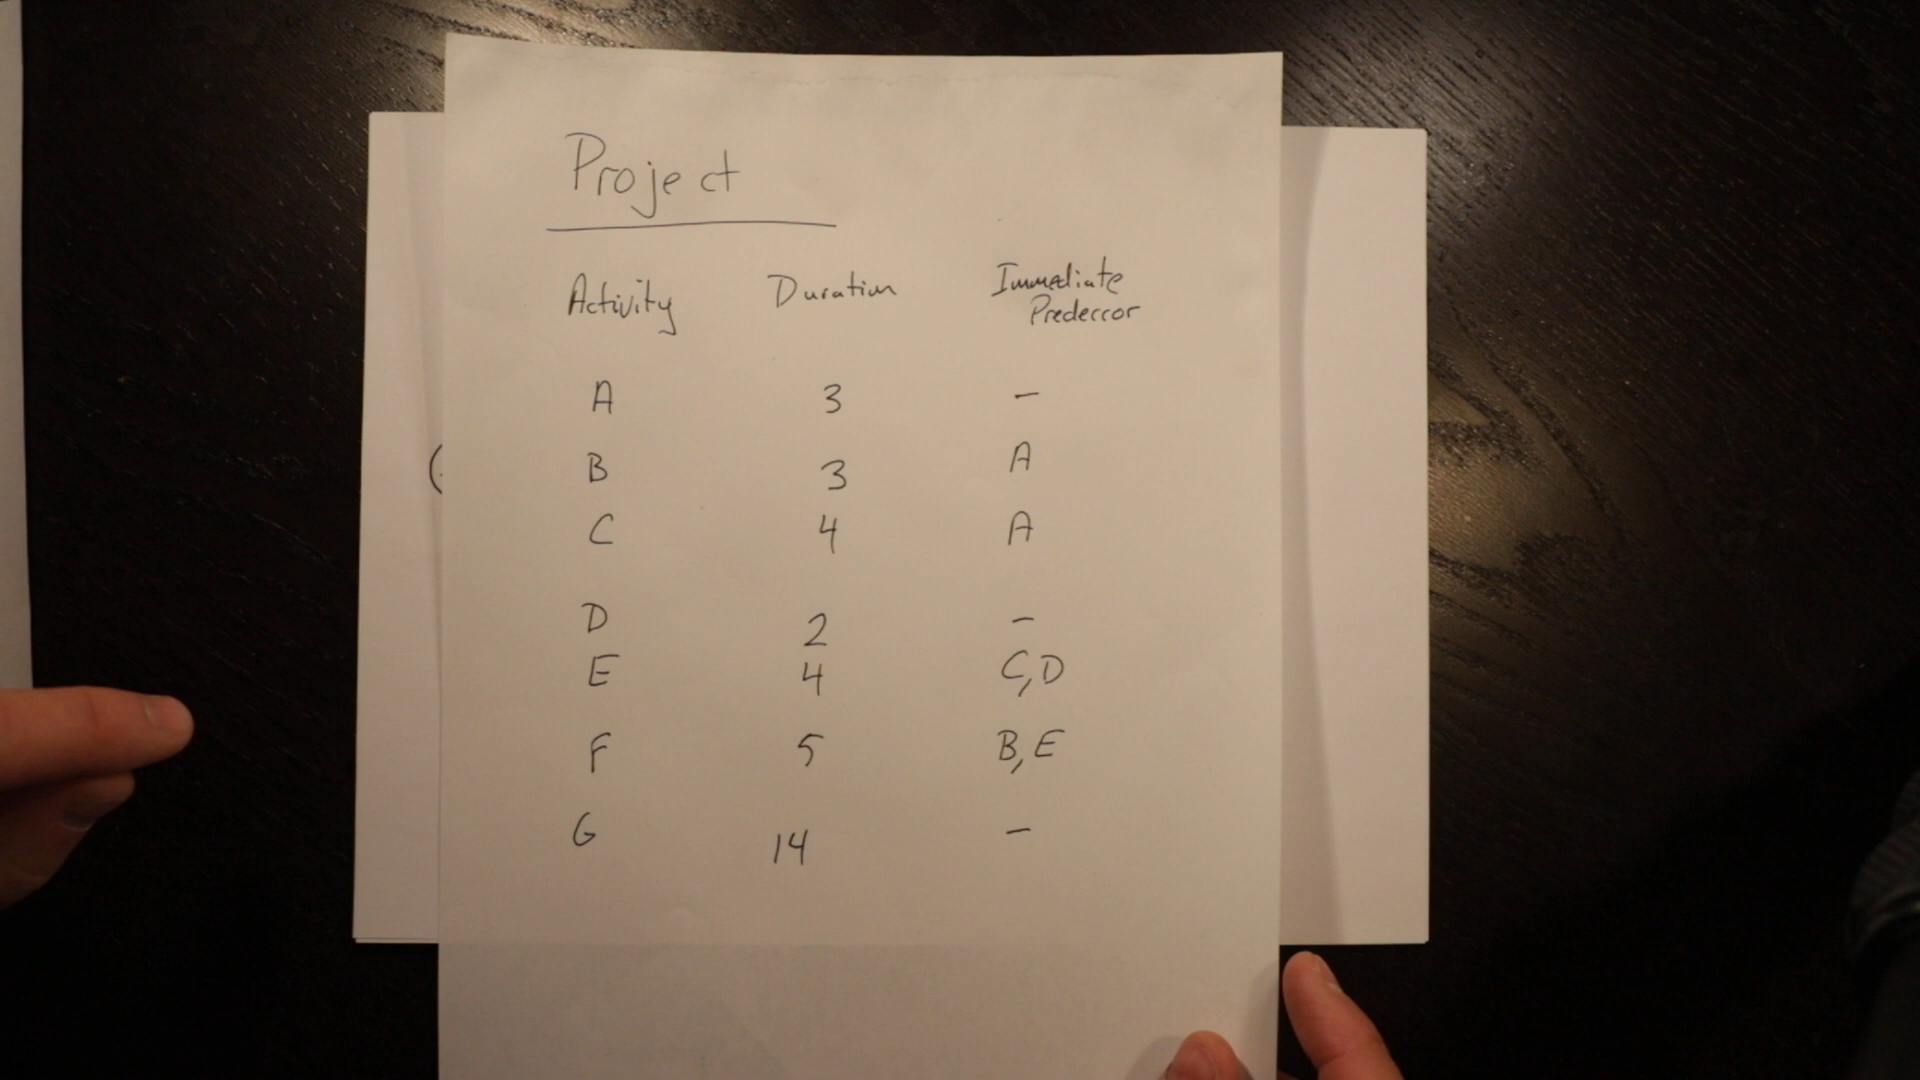 Project
Activity Duration Immediate
Predeccor
A 3 -
B 3 A
C 4 A
D 2 -
E 4 C,D
F 5 B,E
G 14 -